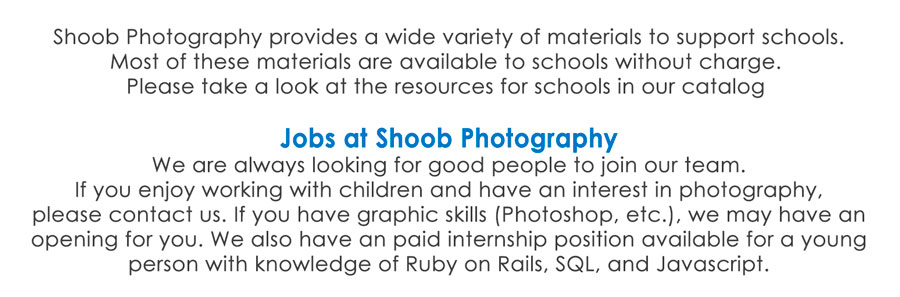 Shoob Photography provides a wide variety of materials to support schools.
Most of these materials are available to schools without charge.
Please take a look at the resources for schools in our catalog
Jobs at Shoob Photography
We are always looking for good people to join our team.
If you enjoy working with children and have an interest in photography,
please contact us. If you have graphic skills (Photoshop, etc.), we may have an
opening for you. We also have an paid internship position available for a young
person with knowledge of Ruby on Rails, SQL, and Javascript.